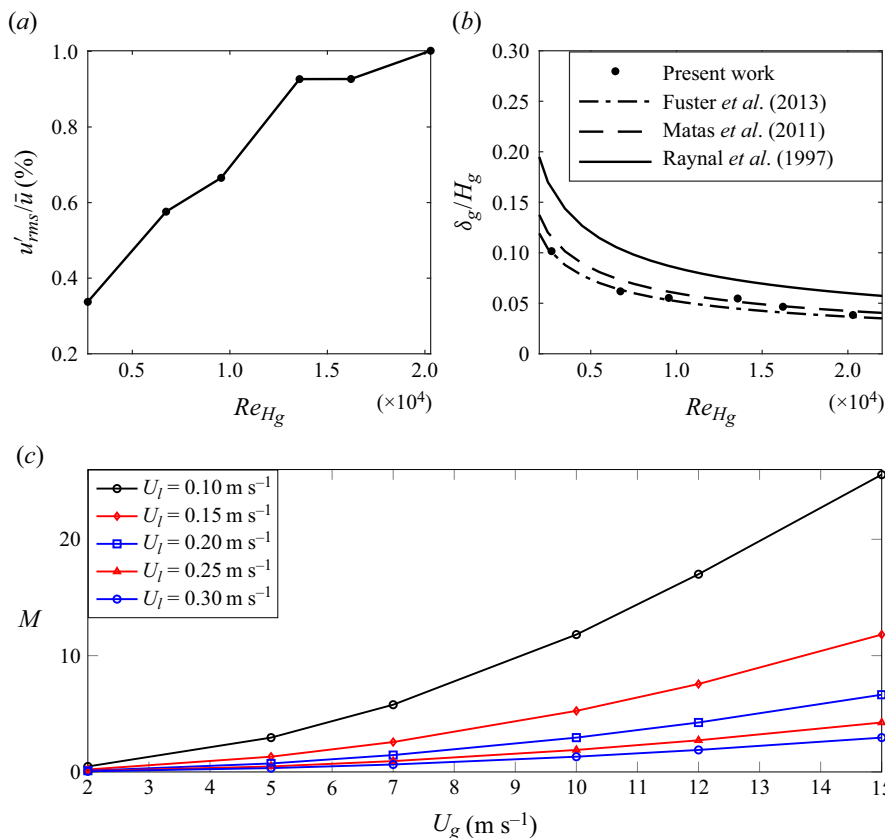 (a)
1.0
0.8
0.6
0.4
0.2
u′rms/ū (%)
0.5
1.0
1.5
2.0
ReHg
(×10⁴)
(b)
0.30
0.25
0.20
0.15
0.10
0.05
0
δg/Hg
Present work
Fuster et al. (2013)
Matas et al. (2011)
Raynal et al. (1997)
0.5
1.0
1.5
2.0
ReHg
(×10⁴)
(c)
Ul = 0.10 m s⁻¹
Ul = 0.15 m s⁻¹
Ul = 0.20 m s⁻¹
Ul = 0.25 m s⁻¹
Ul = 0.30 m s⁻¹
20
10
0
M
2 3 4 5 6 7 8 9 10 11 12 13 14 15
Ug (m s⁻¹)